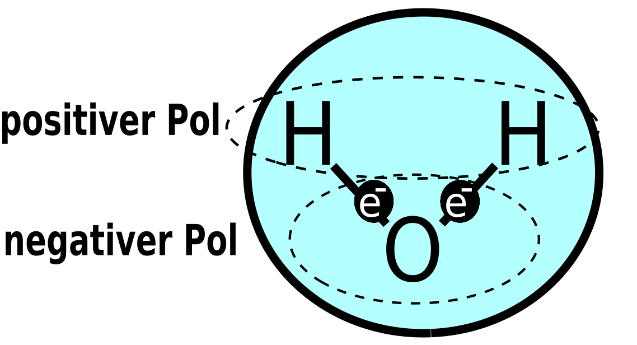 positiver Pol
H H
e⁻ e⁻
negativer Pol
O